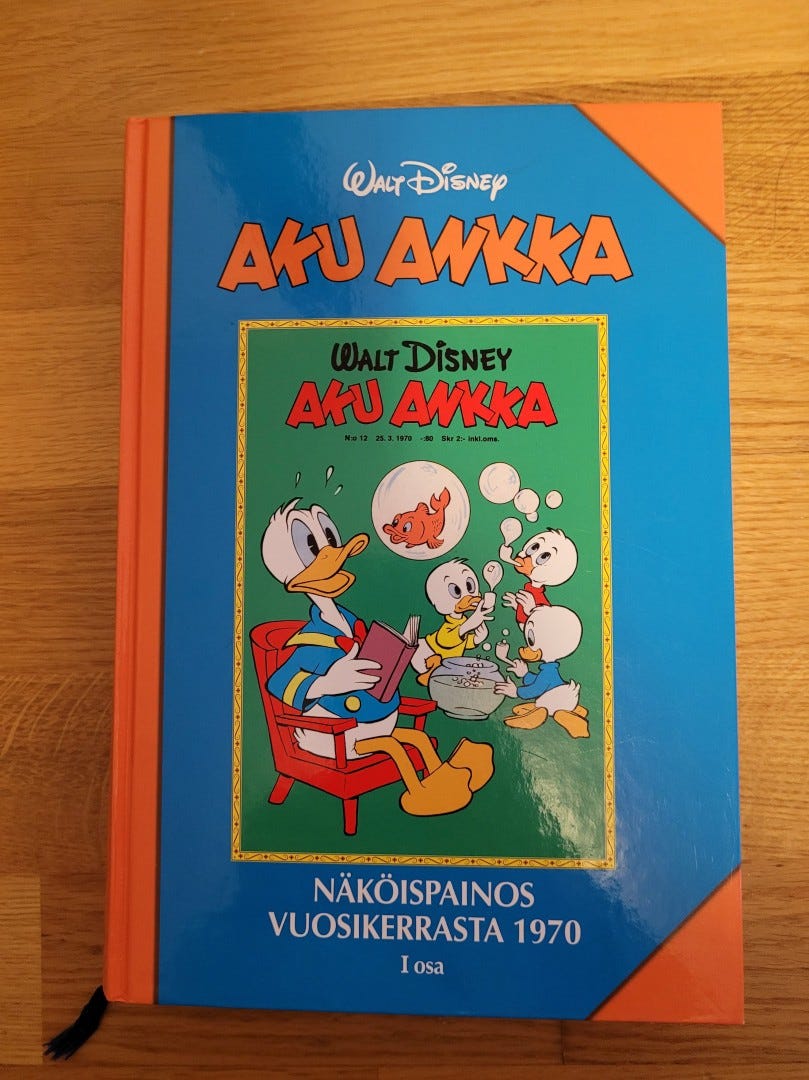 Walt Disney
AKU ANKKA
WALT DISNEY
AKU ANKKA
N:o 12 25. 3. 1970 -:80 Skr 2:- inkl.oms.
NÄKÖISPAINOS
VUOSIKERRASTA 1970
I osa